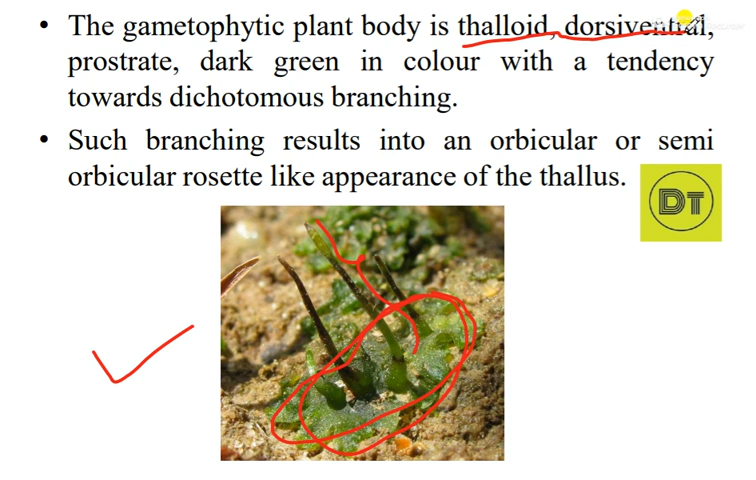 • The gametophytic plant body is thalloid, dorsiventral,
prostrate, dark green in colour with a tendency
towards dichotomous branching.
• Such branching results into an orbicular or semi
orbicular rosette like appearance of the thallus.
DT